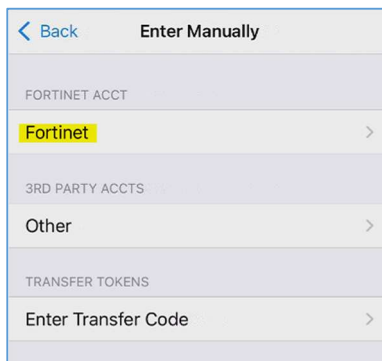 Back Enter Manually
FORTINET ACCT
Fortinet
3RD PARTY ACCTS
Other
TRANSFER TOKENS
Enter Transfer Code